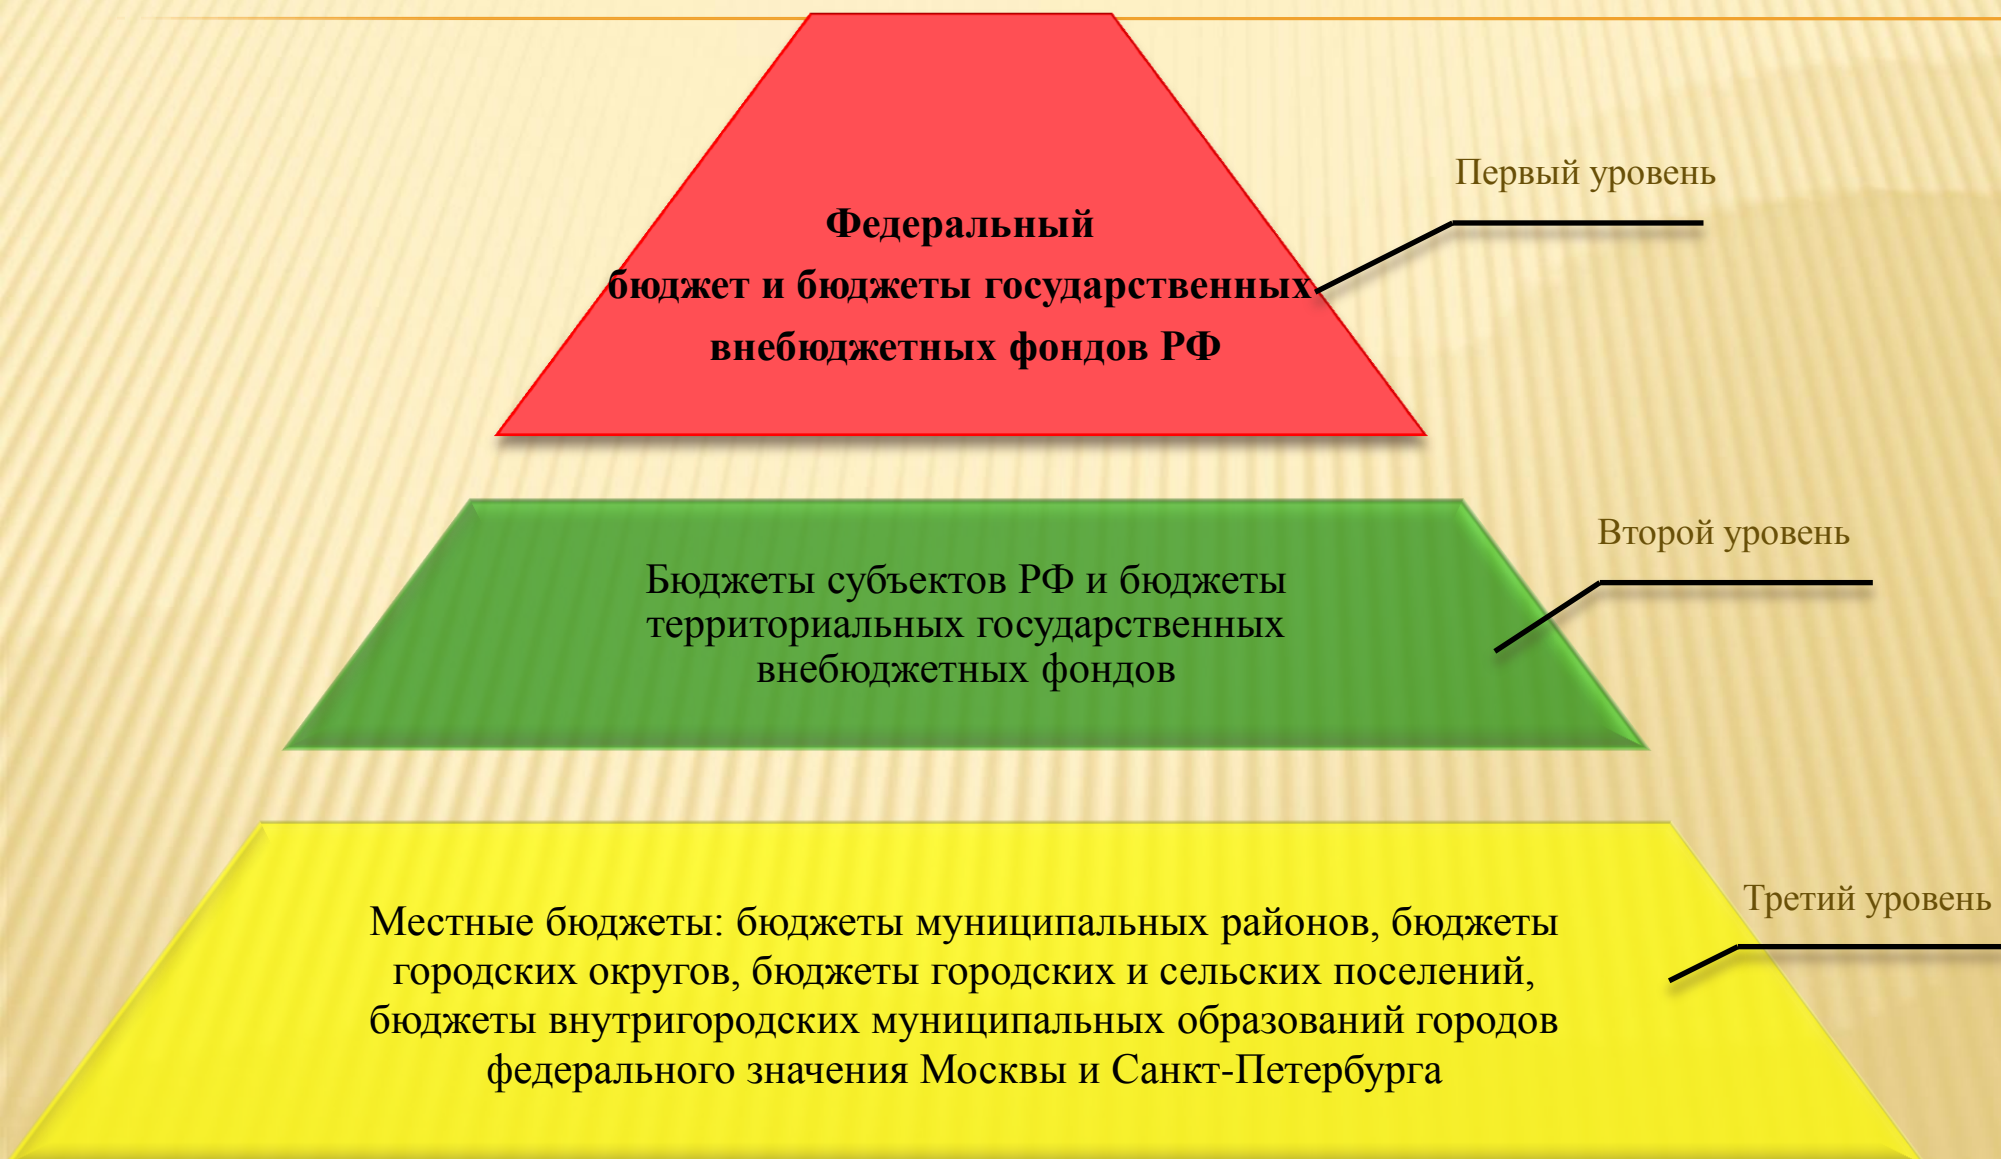 Первый уровень
Федеральный
бюджет и бюджеты государственных
внебюджетных фондов РФ
Второй уровень
Бюджеты субъектов РФ и бюджеты
территориальных государственных
внебюджетных фондов
Третий уровень
Местные бюджеты: бюджеты муниципальных районов, бюджеты
городских округов, бюджеты городских и сельских поселений,
бюджеты внутригородских муниципальных образований городов
федерального значения Москвы и Санкт-Петербурга